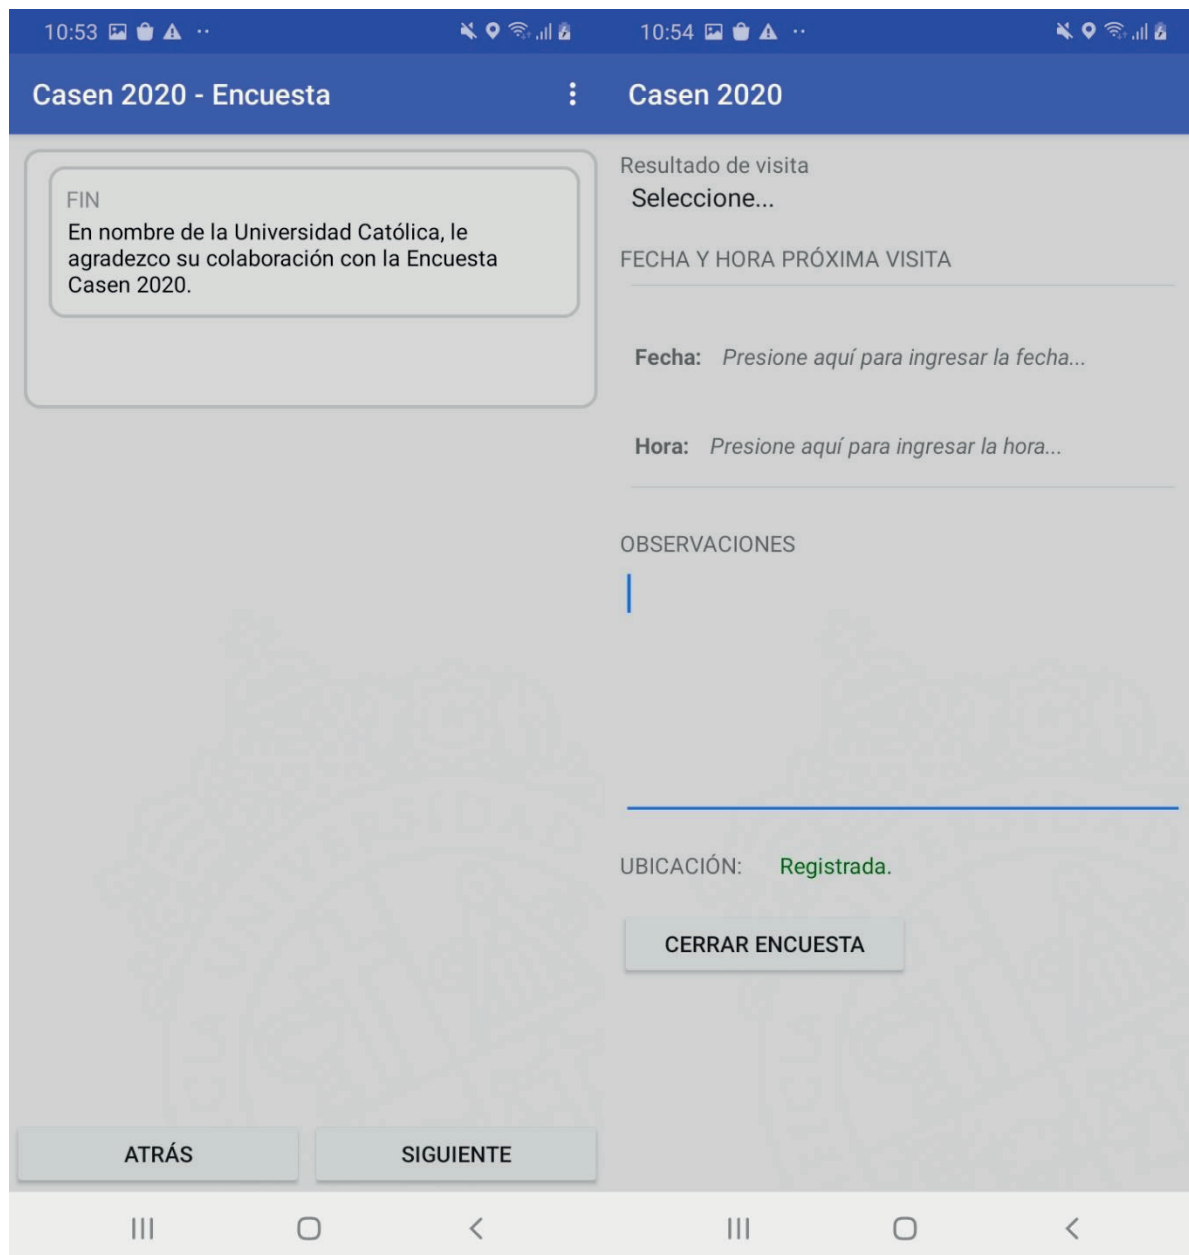 10:53
Casen 2020 - Encuesta
FIN
En nombre de la Universidad Católica, le
agradezco su colaboración con la Encuesta
Casen 2020.
ATRÁS
SIGUIENTE
10:54
Casen 2020
Resultado de visita
Seleccione...
FECHA Y HORA PRÓXIMA VISITA
Fecha: Presione aquí para ingresar la fecha...
Hora: Presione aquí para ingresar la hora...
OBSERVACIONES
UBICACIÓN: Registrada.
CERRAR ENCUESTA